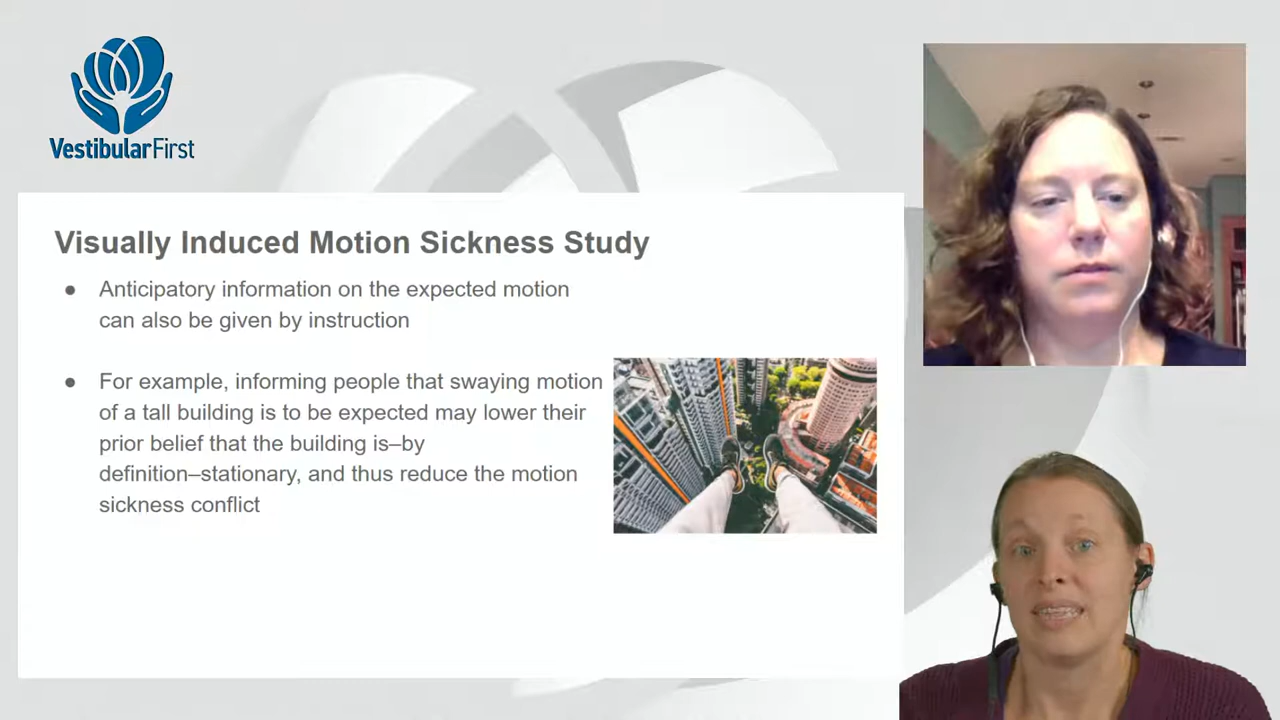 VestibularFirst
Visually Induced Motion Sickness Study
● Anticipatory information on the expected motion
can also be given by instruction
● For example, informing people that swaying motion
of a tall building is to be expected may lower their
prior belief that the building is–by
definition–stationary, and thus reduce the motion
sickness conflict